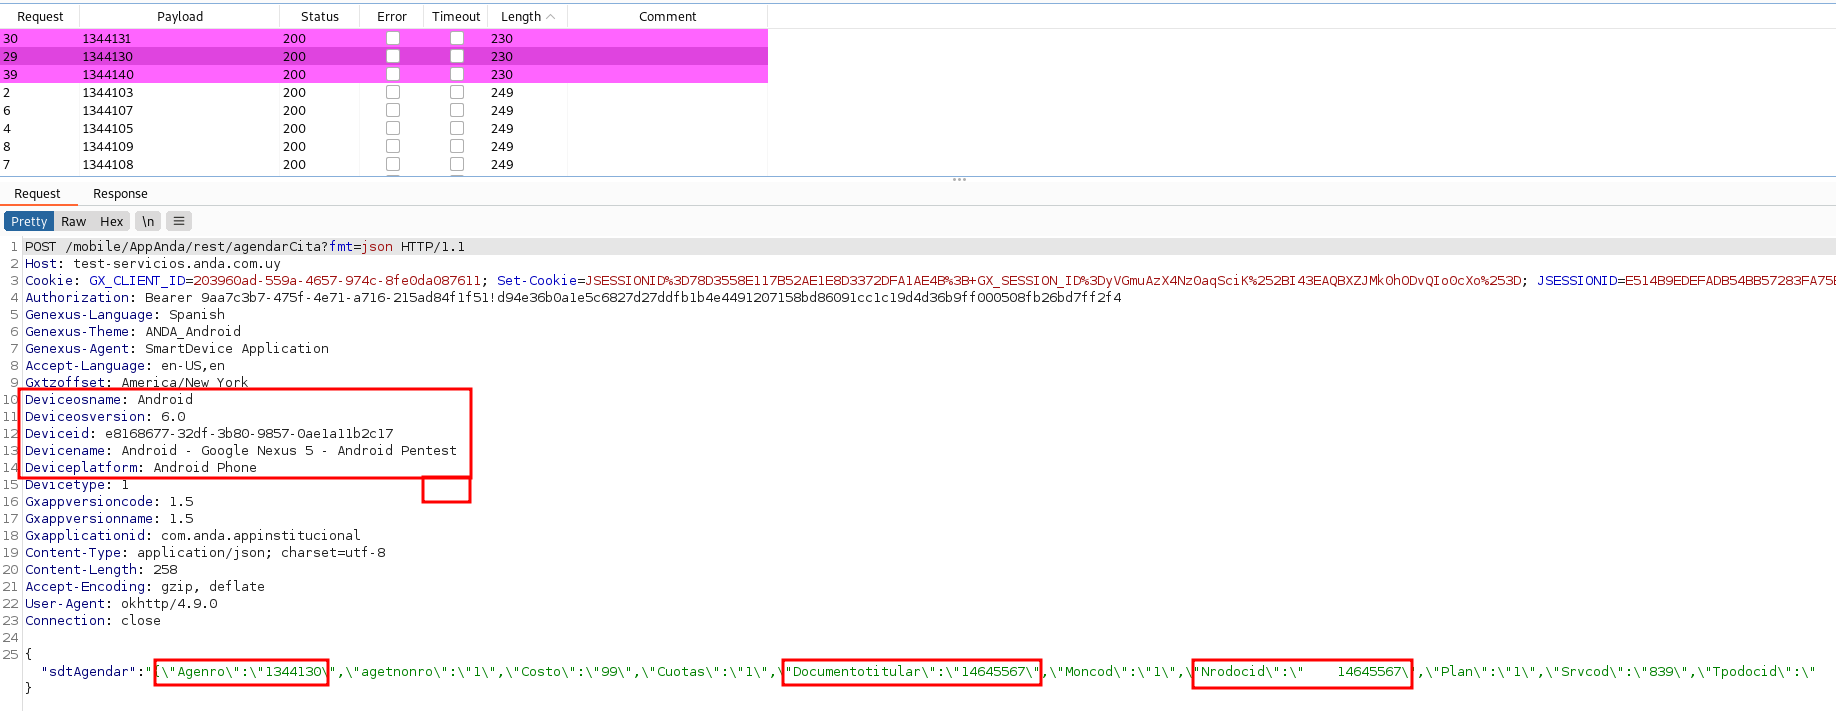 Request Payload Status Error Timeout Length Comment
30 1344131 200 230
29 1344130 200 230
39 1344140 200 230
2 1344103 200 249
6 1344107 200 249
4 1344105 200 249
8 1344109 200 249
7 1344108 200 249
Request Response
Pretty Raw Hex \n
1 POST /mobile/AppAnda/rest/agendarCita?fmt=json HTTP/1.1
2 Host: test-servicios.anda.com.uy
3 Cookie: GX_CLIENT_ID=203960ad-559a-4657-974c-8fe0da087611; Set-Cookie=JSESSIONID%3D78D3558E117B52AE1E8D3372DFA1AE4B%3B+GX_SESSION_ID%3DyVGmuAzX4Nz0aqSciK%252BI43EAQBXZJMk0hODvQIo0cXo%253D; JSESSIONID=E514B9EDEFADB54BB57283FA75
4 Authorization: Bearer 9aa7c3b7-475f-4e71-a716-215ad84f1f51!d94e36b0a1e5c6827d27ddfb1b4e4491207158bd86091cc1c19d4d36b9ff000508fb26bd7ff2f4
5 Genexus-Language: Spanish
6 Genexus-Theme: ANDA_Android
7 Genexus-Agent: SmartDevice Application
8 Accept-Language: en-US,en
9 Gxtzoffset: America/New_York
10 Deviceosname: Android
11 Deviceosversion: 6.0
12 Deviceid: e8168677-32df-3b80-9857-0ae1a11b2c17
13 Devicename: Android - Google Nexus 5 - Android Pentest
14 Deviceplatform: Android Phone
15 Devicetype: 1
16 Gxappversioncode: 1.5
17 Gxappversionname: 1.5
18 Gxapplicationid: com.anda.appinstitucional
19 Content-Type: application/json; charset=utf-8
20 Content-Length: 258
21 Accept-Encoding: gzip, deflate
22 User-Agent: okhttp/4.9.0
23 Connection: close
24
25 {
"sdtAgendar":"{\"Agenro\":\"1344130\",\"agetnonro\":\"1\",\"Costo\":\"99\",\"Cuotas\":\"1\",\"Documentotitular\":\"14645567\",\"Moncod\":\"1\",\"Nrodocid\":\"    14645567\",\"Plan\":\"1\",\"Srvcod\":\"839\",\"Tpodocid\":\"
}